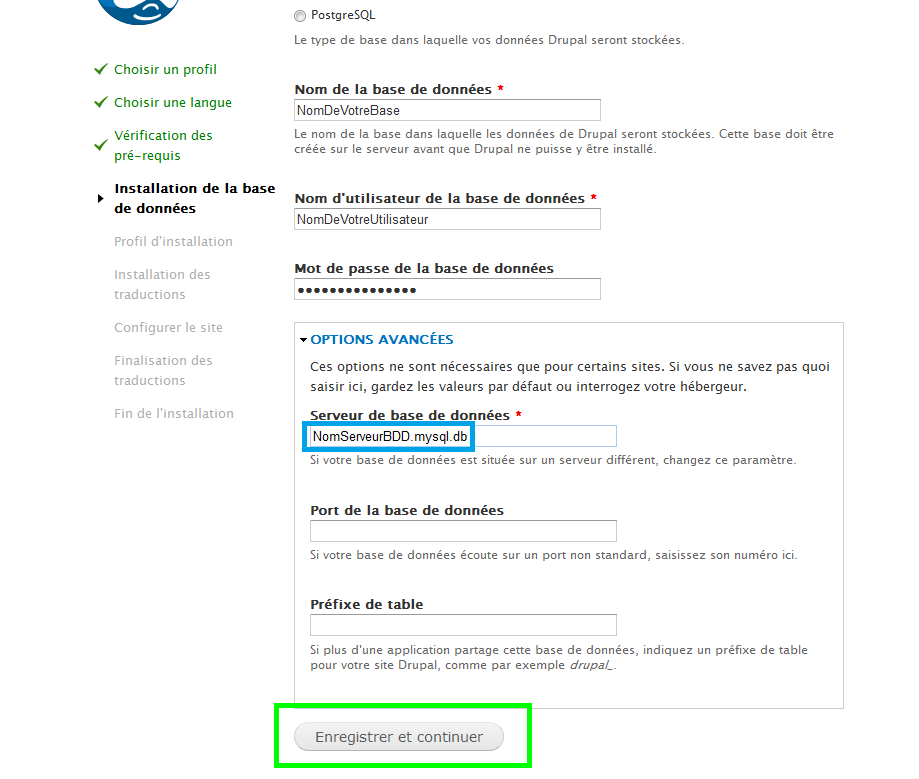 PostgreSQL
Le type de base dans laquelle vos données Drupal seront stockées.
Choisir un profil
Choisir une langue
Vérification des
pré-requis
Installation de la base
de données
Profil d'installation
Installation des
traductions
Configurer le site
Finalisation des
traductions
Fin de l'installation
Nom de la base de données *
NomDeVotreBase
Le nom de la base dans laquelle les données de Drupal seront stockées. Cette base doit être
créée sur le serveur avant que Drupal ne puisse y être installé.
Nom d'utilisateur de la base de données *
NomDeVotreUtilisateur
Mot de passe de la base de données
•••••••••••••••
OPTIONS AVANCÉES
Ces options ne sont nécessaires que pour certains sites. Si vous ne savez pas quoi
saisir ici, gardez les valeurs par défaut ou interrogez votre hébergeur.
Serveur de base de données *
NomServeurBDD.mysql.db
Si votre base de données est située sur un serveur différent, changez ce paramètre.
Port de la base de données
Si votre base de données écoute sur un port non standard, saisissez son numéro ici.
Préfixe de table
Si plus d'une application partage cette base de données, indiquez un préfixe de table
pour votre site Drupal, comme par exemple drupal_.
Enregistrer et continuer